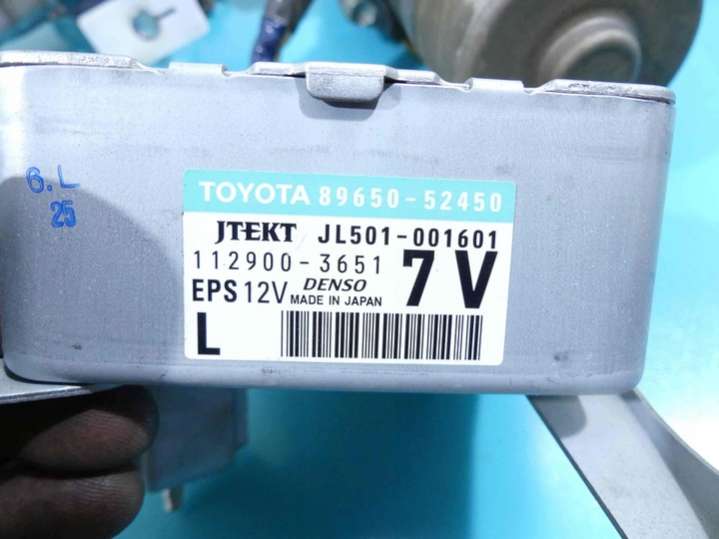 6.L
25
TOYOTA 89650-52450
JTEKT JL501-001601
112900-3651 7V
EPS 12V DENSO MADE IN JAPAN
L